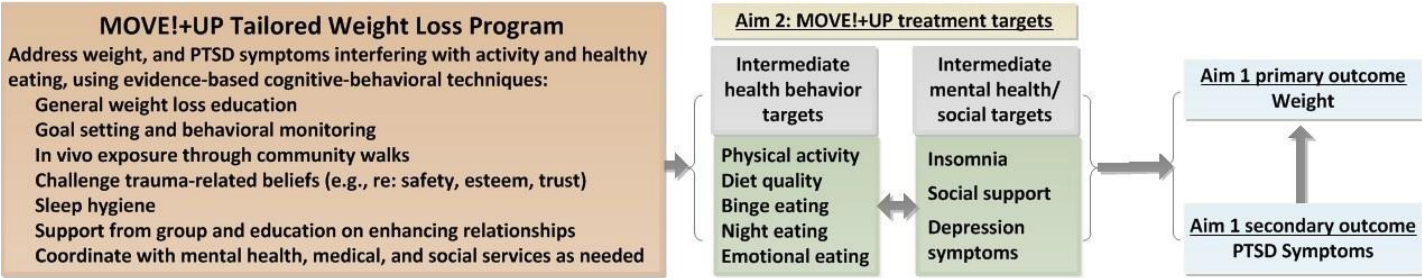 MOVE!+UP Tailored Weight Loss Program
Address weight, and PTSD symptoms interfering with activity and healthy
eating, using evidence-based cognitive-behavioral techniques:
General weight loss education
Goal setting and behavioral monitoring
In vivo exposure through community walks
Challenge trauma-related beliefs (e.g., re: safety, esteem, trust)
Sleep hygiene
Support from group and education on enhancing relationships
Coordinate with mental health, medical, and social services as needed
Aim 2: MOVE!+UP treatment targets
Intermediate
health behavior
targets
Physical activity
Diet quality
Binge eating
Night eating
Emotional eating
Intermediate
mental health/
social targets
Insomnia
Social support
Depression
symptoms
Aim 1 primary outcome
Weight
Aim 1 secondary outcome
PTSD Symptoms